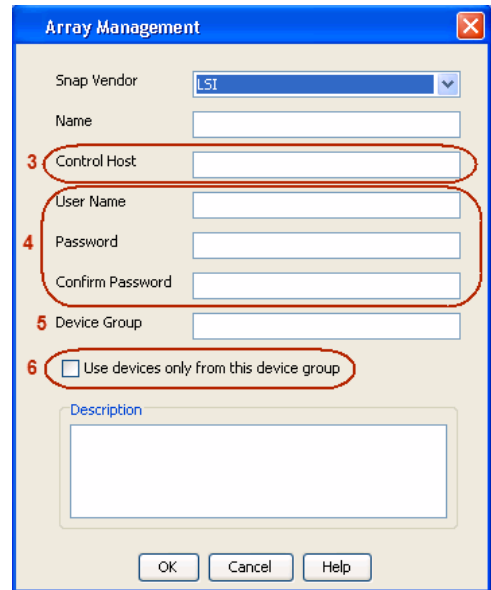 Array Management
Snap Vendor LSI
Name
3 Control Host
User Name
4 Password
Confirm Password
5 Device Group
6 Use devices only from this device group
Description
OK Cancel Help